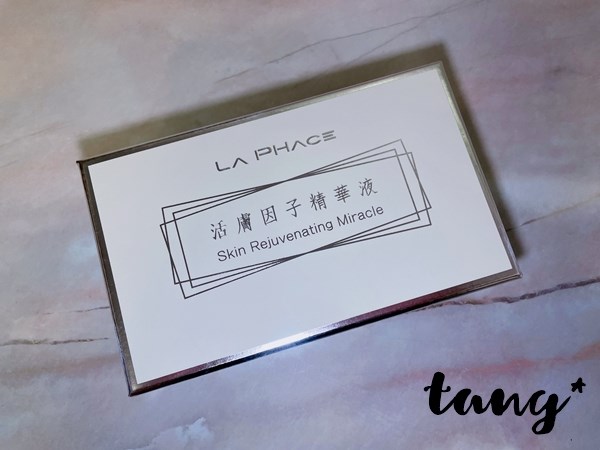 LA PHACE
活膚因子精華液
Skin Rejuvenating Miracle
tang*